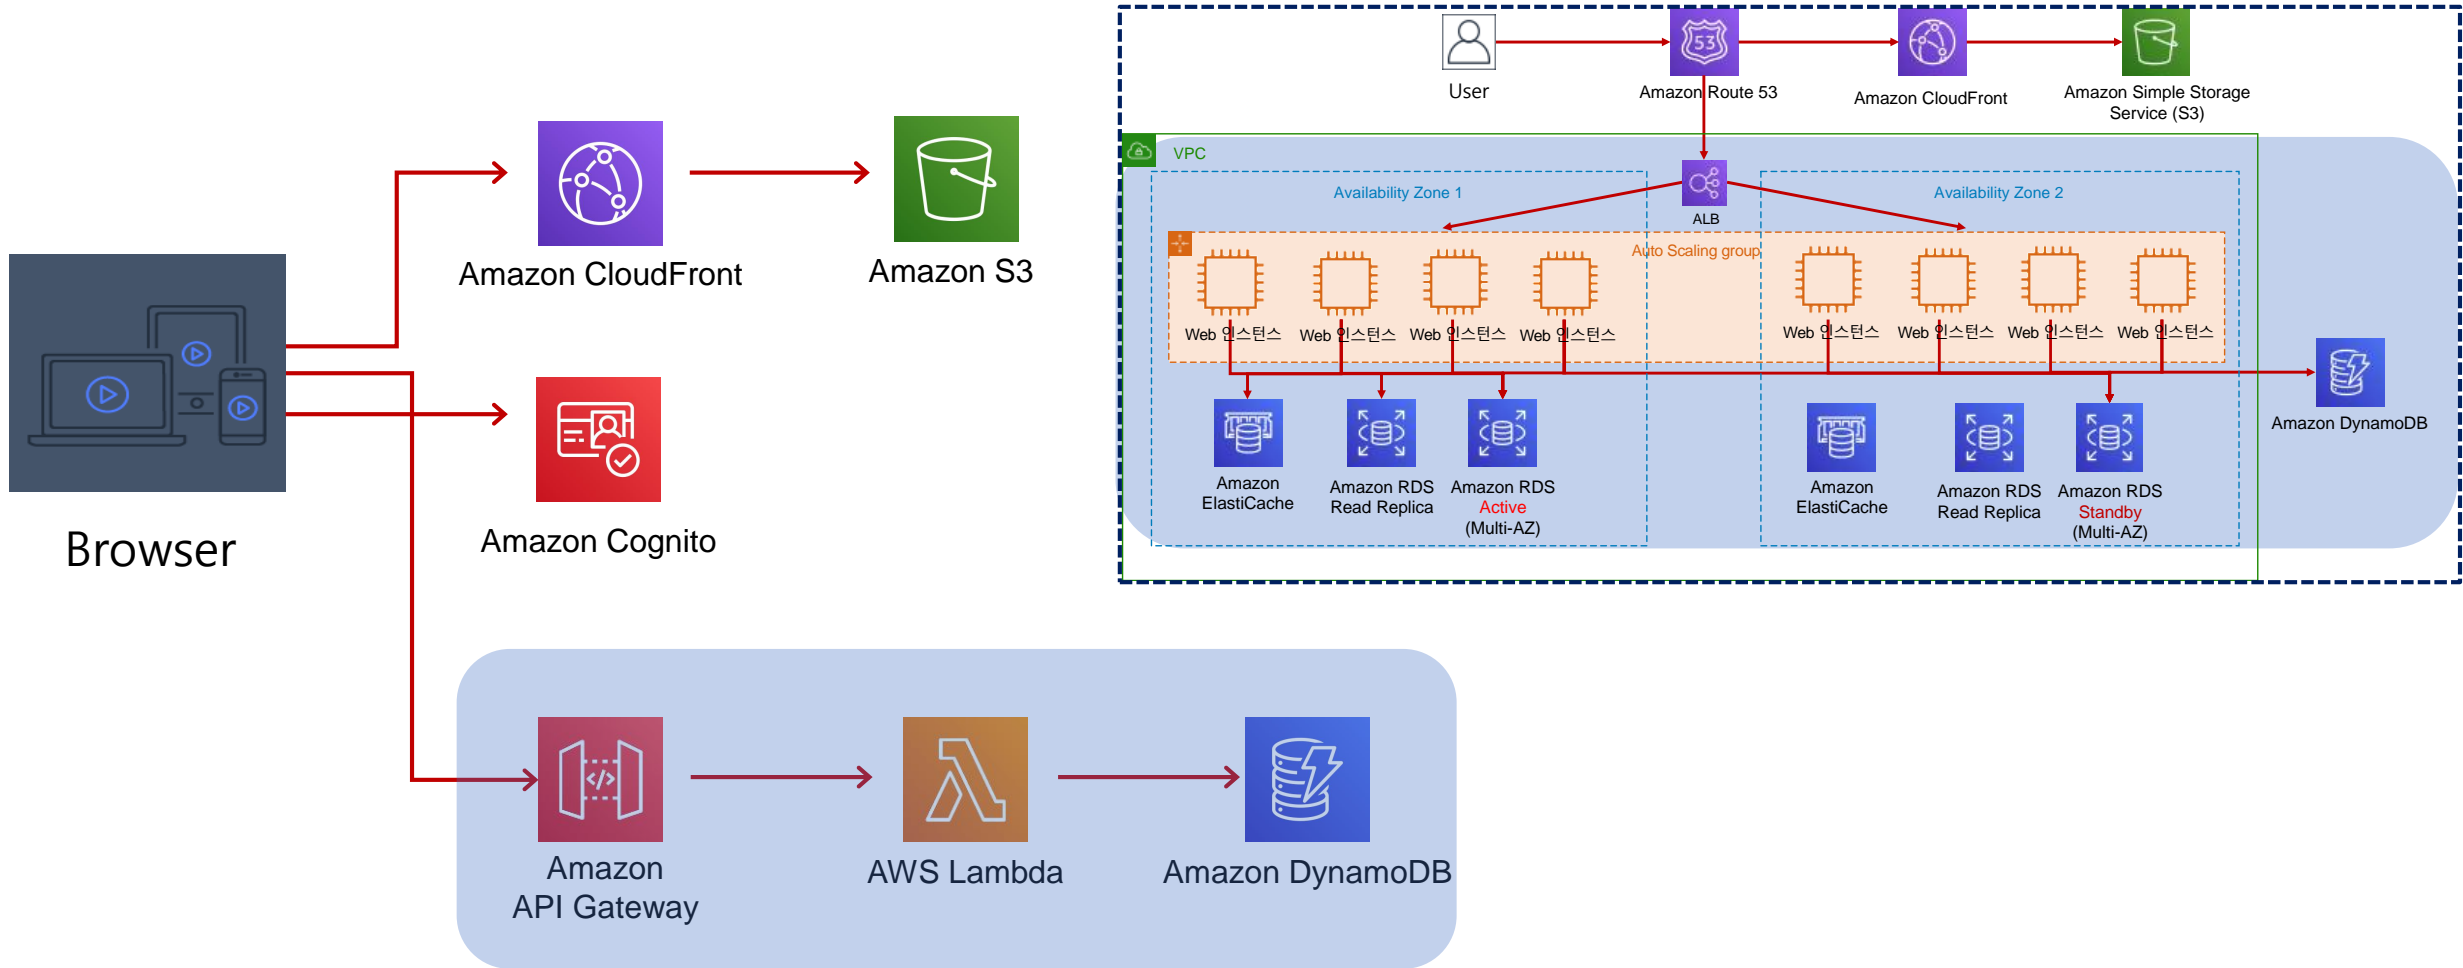 Browser
Amazon CloudFront
Amazon S3
Amazon Cognito
Amazon
API Gateway
AWS Lambda
Amazon DynamoDB
User
53
Amazon Route 53
Amazon CloudFront
Amazon Simple Storage
Service (S3)
VPC
Availability Zone 1
ALB
Availability Zone 2
Auto Scaling group
Web 인스턴스
Web 인스턴스
Web 인스턴스
Web 인스턴스
Web 인스턴스
Web 인스턴스
Web 인스턴스
Web 인스턴스
Amazon
ElastiCache
Amazon RDS
Read Replica
Amazon RDS
Active
(Multi-AZ)
Amazon
ElastiCache
Amazon RDS
Read Replica
Amazon RDS
Standby
(Multi-AZ)
Amazon DynamoDB